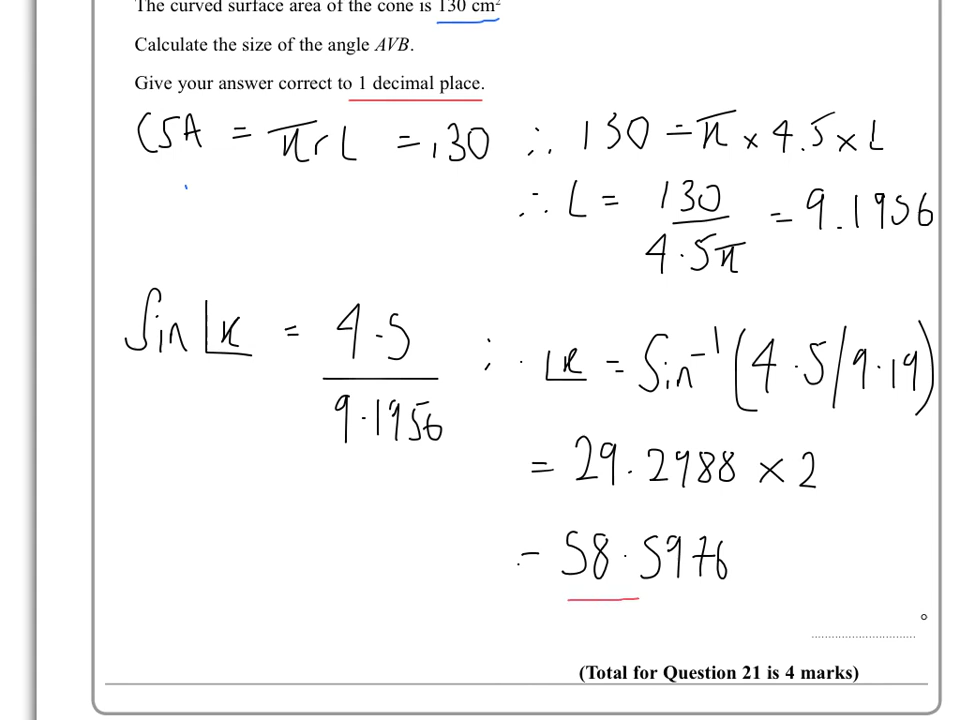 The curved surface area of the cone is 130 cm²
Calculate the size of the angle AVB.
Give your answer correct to 1 decimal place.
CSA = πrL = 130 ∴ 130 = π × 4.5 × L
∴ L = 130 / 4.5π = 9.1956
Sin∠x = 4.5 / 9.1956 ; ∠x = Sin⁻¹(4.5/9.19)
= 29.2988 × 2
= 58.5976
°
(Total for Question 21 is 4 marks)